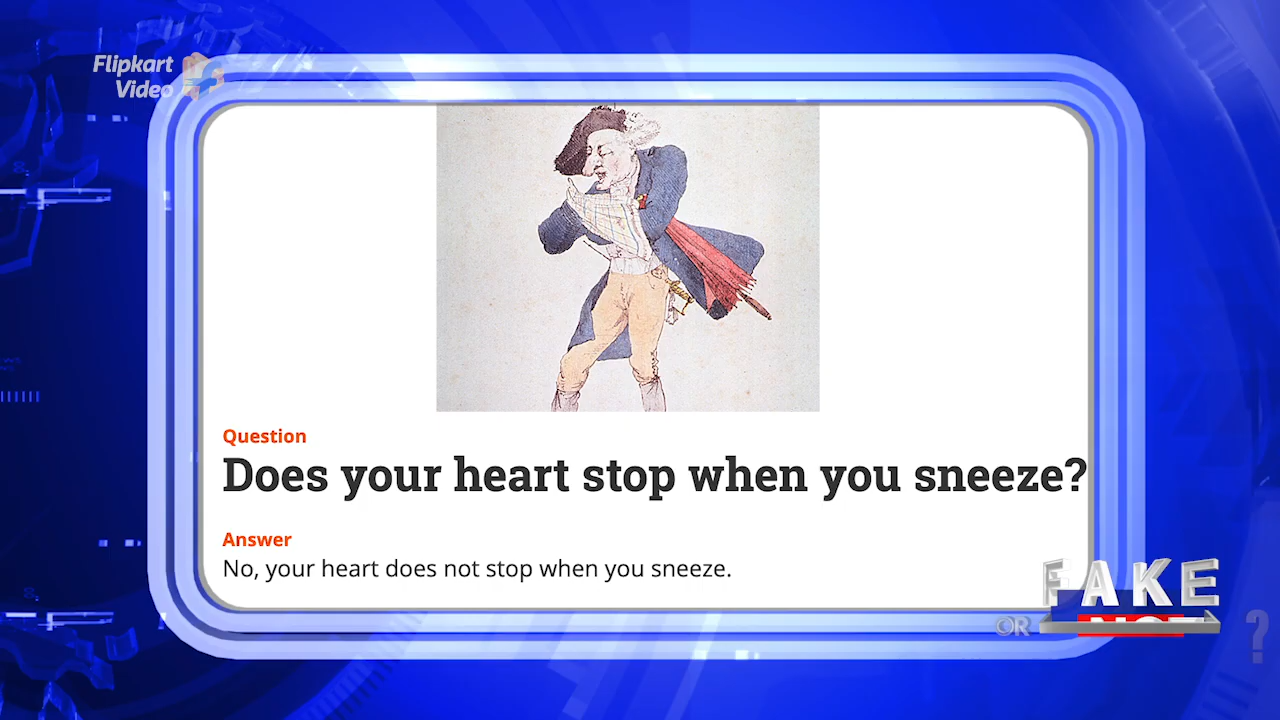 Flipkart
Video
Question
Does your heart stop when you sneeze?
Answer
No, your heart does not stop when you sneeze.
FAKE
OR
?